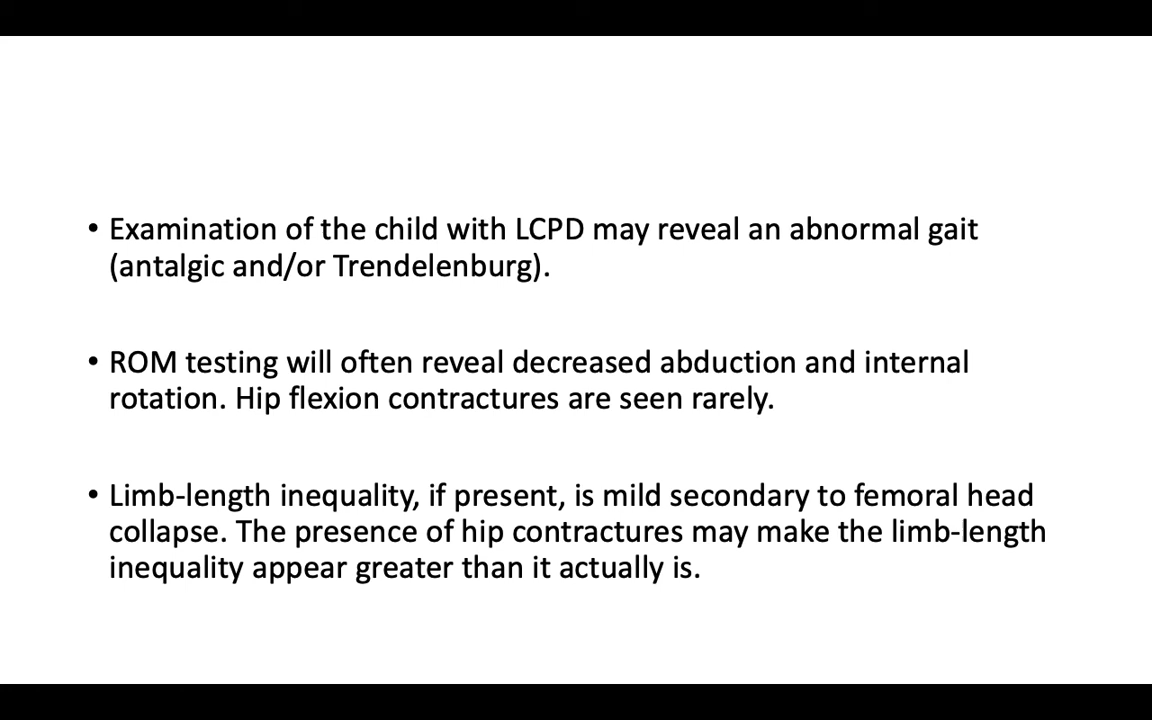 • Examination of the child with LCPD may reveal an abnormal gait
(antalgic and/or Trendelenburg).
• ROM testing will often reveal decreased abduction and internal
rotation. Hip flexion contractures are seen rarely.
• Limb-length inequality, if present, is mild secondary to femoral head
collapse. The presence of hip contractures may make the limb-length
inequality appear greater than it actually is.